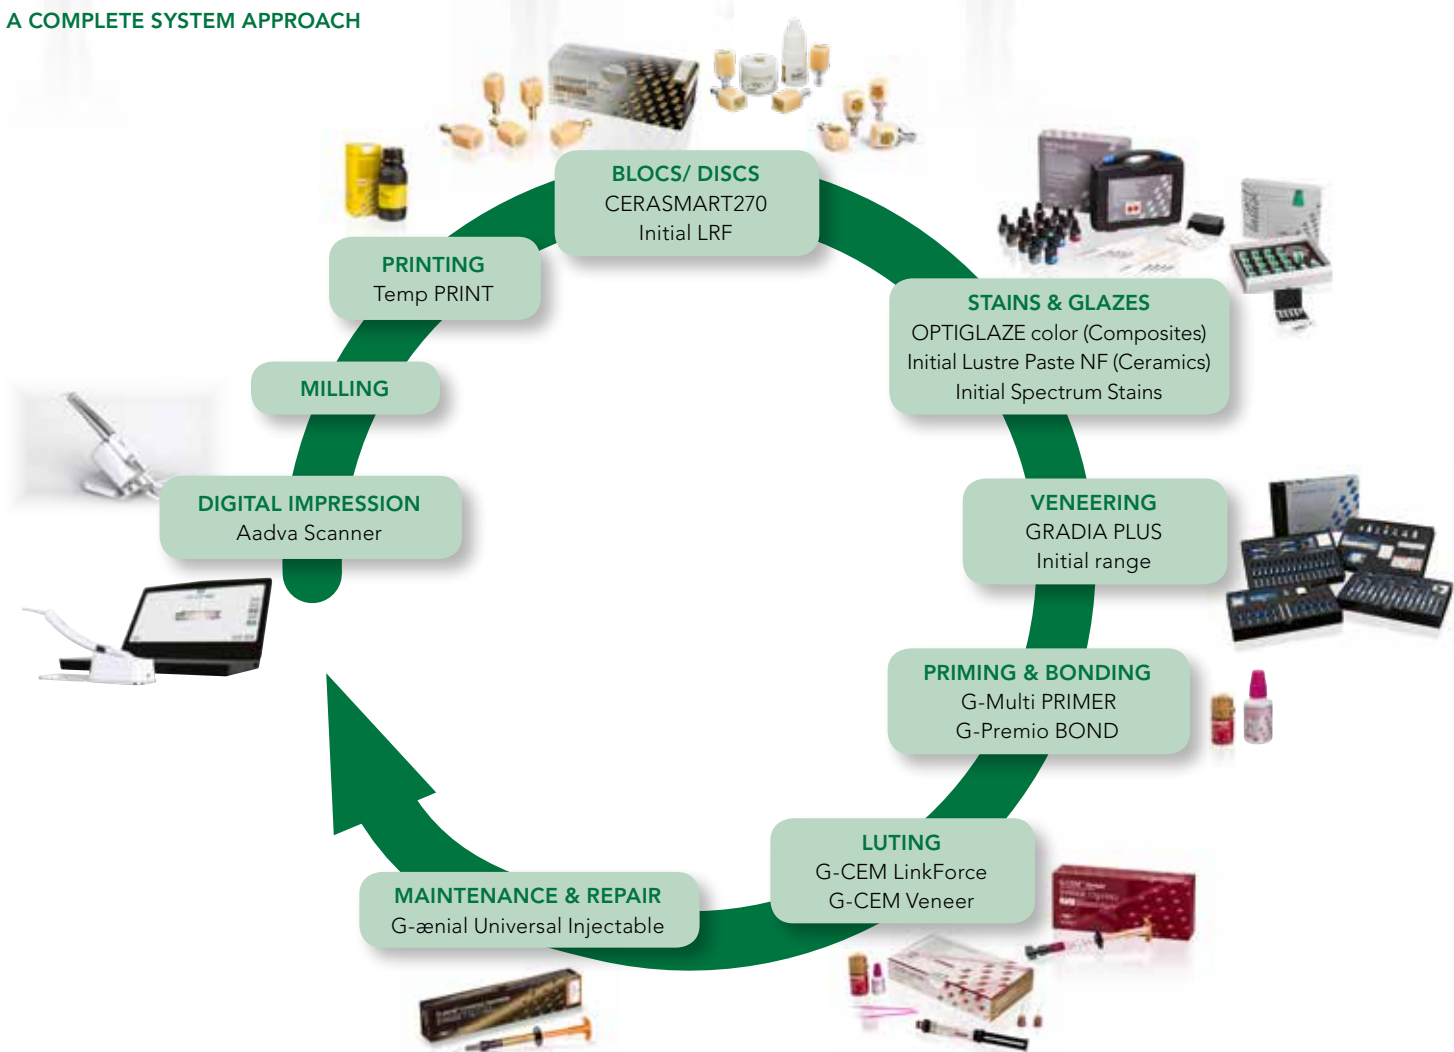 A COMPLETE SYSTEM APPROACH
BLOCS/ DISCS
CERASMART270
Initial LRF
PRINTING
Temp PRINT
STAINS & GLAZES
OPTIGLAZE color (Composites)
Initial Lustre Paste NF (Ceramics)
Initial Spectrum Stains
MILLING
DIGITAL IMPRESSION
Aadva Scanner
VENEERING
GRADIA PLUS
Initial range
PRIMING & BONDING
G-Multi PRIMER
G-Premio BOND
LUTING
G-CEM LinkForce
G-CEM Veneer
MAINTENANCE & REPAIR
G-ænial Universal Injectable